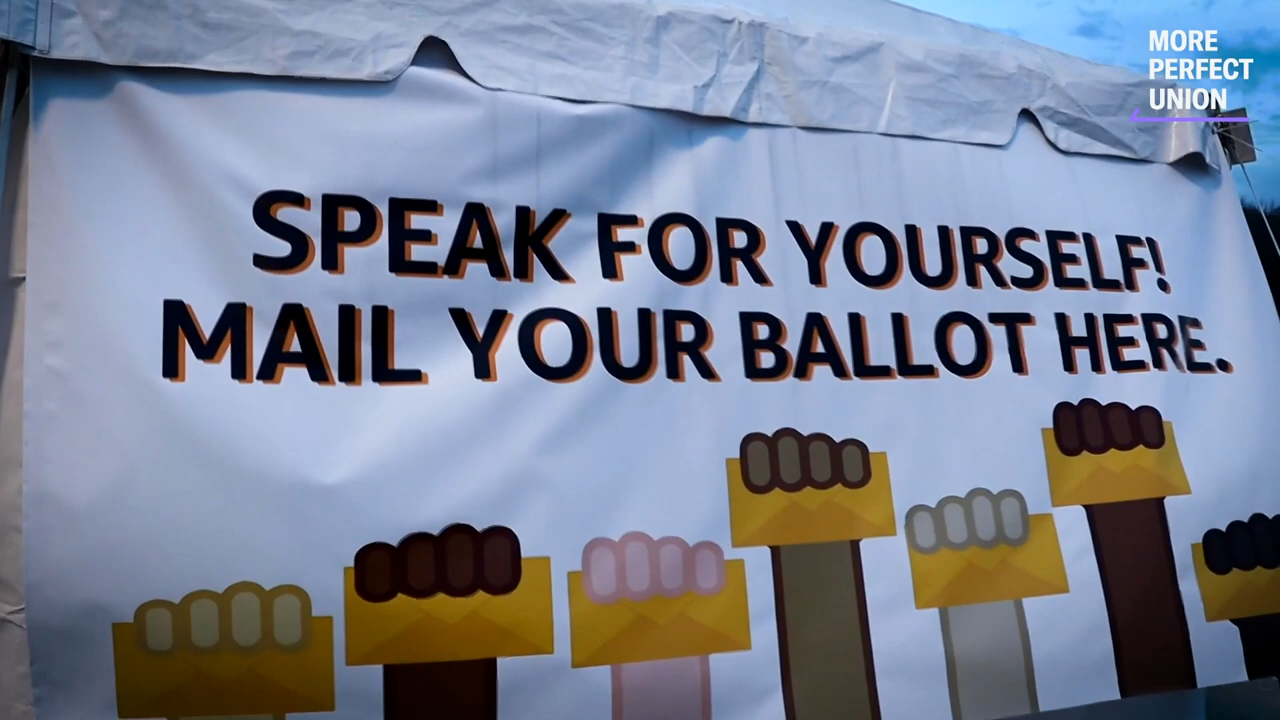 MORE
PERFECT
UNION
SPEAK FOR YOURSELF!
MAIL YOUR BALLOT HERE.